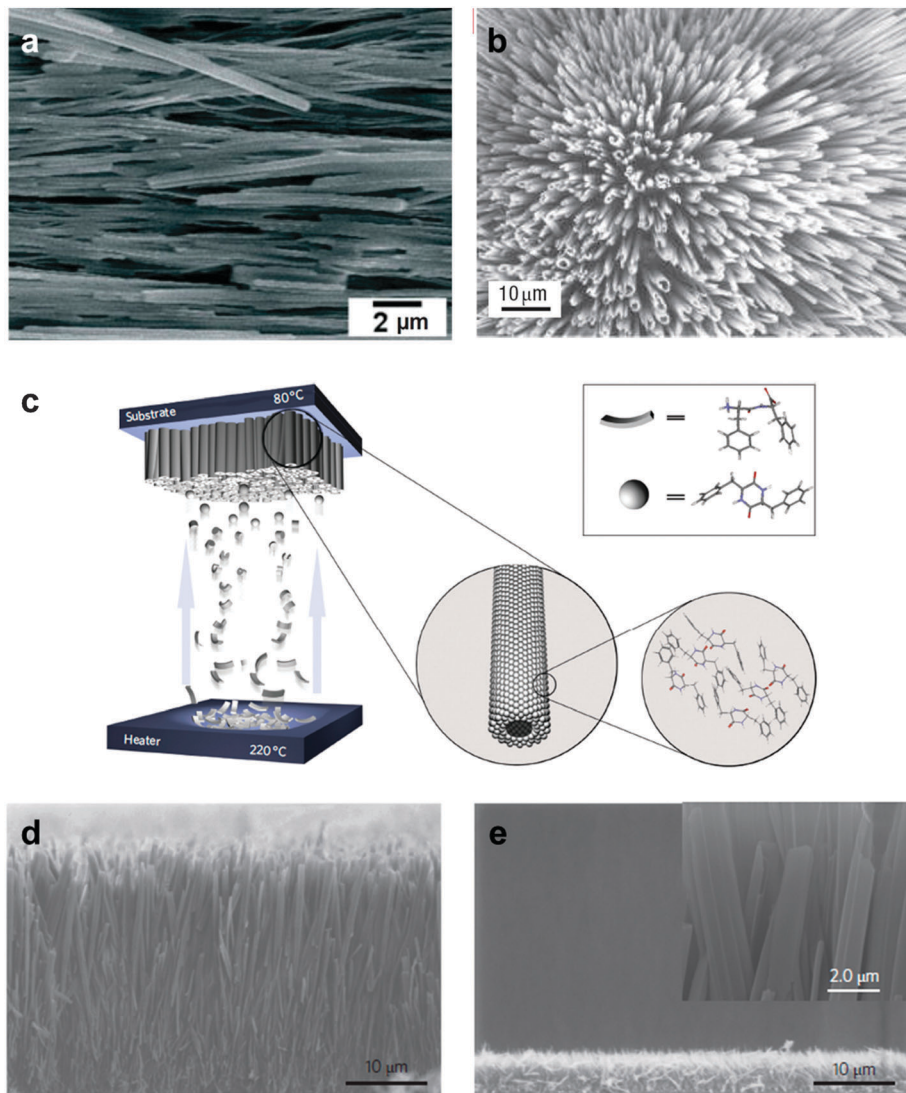 a
2 µm
b
10 µm
c
Substrate
80°C
Heater
220°C
=
=
d
10 µm
e
2.0 µm
10 µm